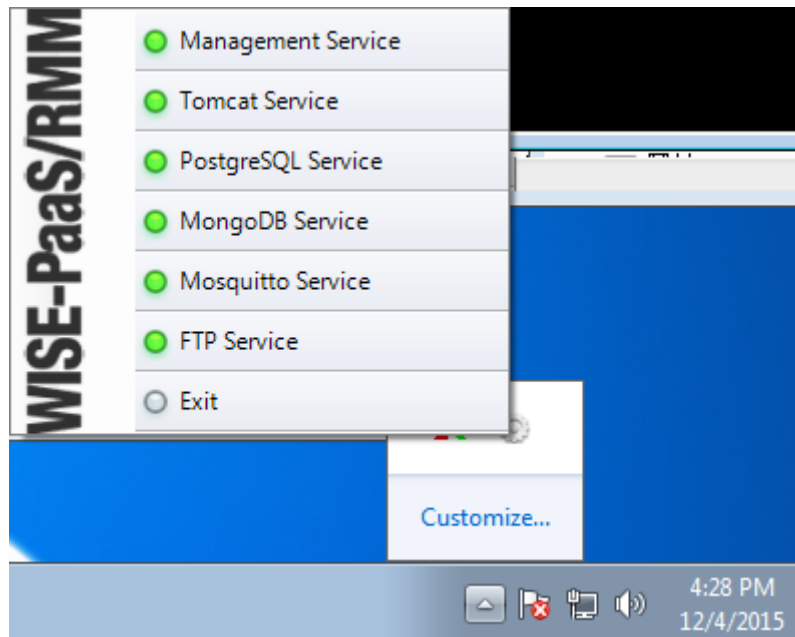 WISE-PaaS/RMM
Management Service
Tomcat Service
PostgreSQL Service
MongoDB Service
Mosquitto Service
FTP Service
Exit
Customize...
4:28 PM
12/4/2015